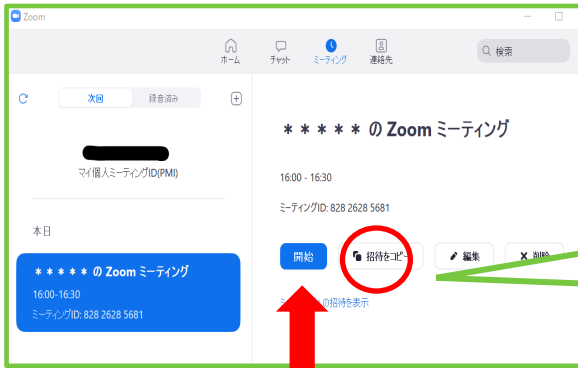 Zoom
ホーム
チャット
ミーティング
連絡先
検索
次回
録音済み
マイ個人ミーティングID(PMI)
本日
＊＊＊＊＊ の Zoom ミーティング
16:00-16:30
ミーティングID: 828 2628 5681
＊＊＊＊＊ の Zoom ミーティング
16:00 - 16:30
ミーティングID: 828 2628 5681
開始
招待をコピー
編集
削除
の招待を表示